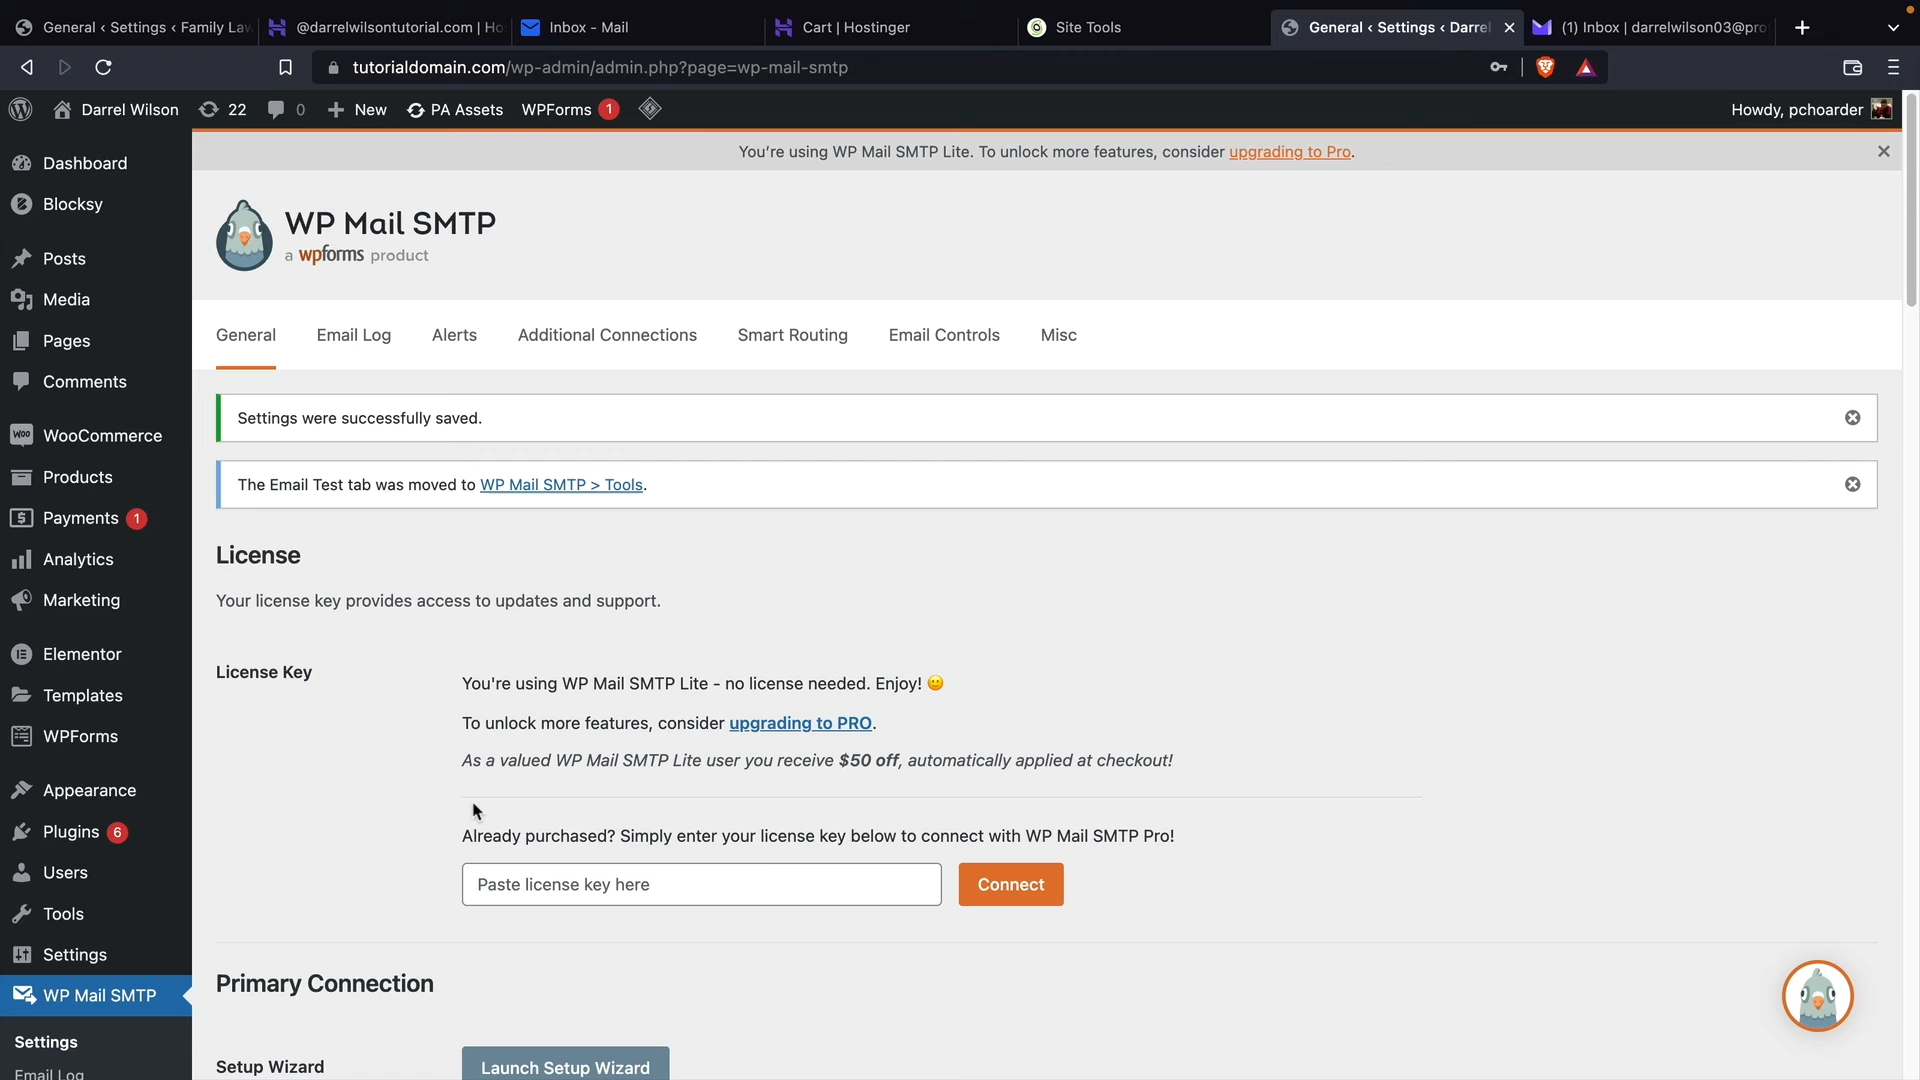 General ‹ Settings ‹ Family Law
@darrelwilsontutorial.com | Ho
Inbox - Mail
Cart | Hostinger
Site Tools
General ‹ Settings ‹ Darrel
(1) Inbox | darrelwilson03@pro
tutorialdomain.com/wp-admin/admin.php?page=wp-mail-smtp
Darrel Wilson
22
0
New
PA Assets
WPForms 1
Howdy, pchoarder
Dashboard
Blocksy
Posts
Media
Pages
Comments
WooCommerce
Products
Payments 1
Analytics
Marketing
Elementor
Templates
WPForms
Appearance
Plugins 6
Users
Tools
Settings
WP Mail SMTP
Settings
Email Log
You're using WP Mail SMTP Lite. To unlock more features, consider upgrading to Pro.
WP Mail SMTP
a wpforms product
General
Email Log
Alerts
Additional Connections
Smart Routing
Email Controls
Misc
Settings were successfully saved.
The Email Test tab was moved to WP Mail SMTP > Tools.
License
Your license key provides access to updates and support.
License Key
You're using WP Mail SMTP Lite - no license needed. Enjoy! 🙂
To unlock more features, consider upgrading to PRO.
As a valued WP Mail SMTP Lite user you receive $50 off, automatically applied at checkout!
Already purchased? Simply enter your license key below to connect with WP Mail SMTP Pro!
Paste license key here
Connect
Primary Connection
Setup Wizard
Launch Setup Wizard